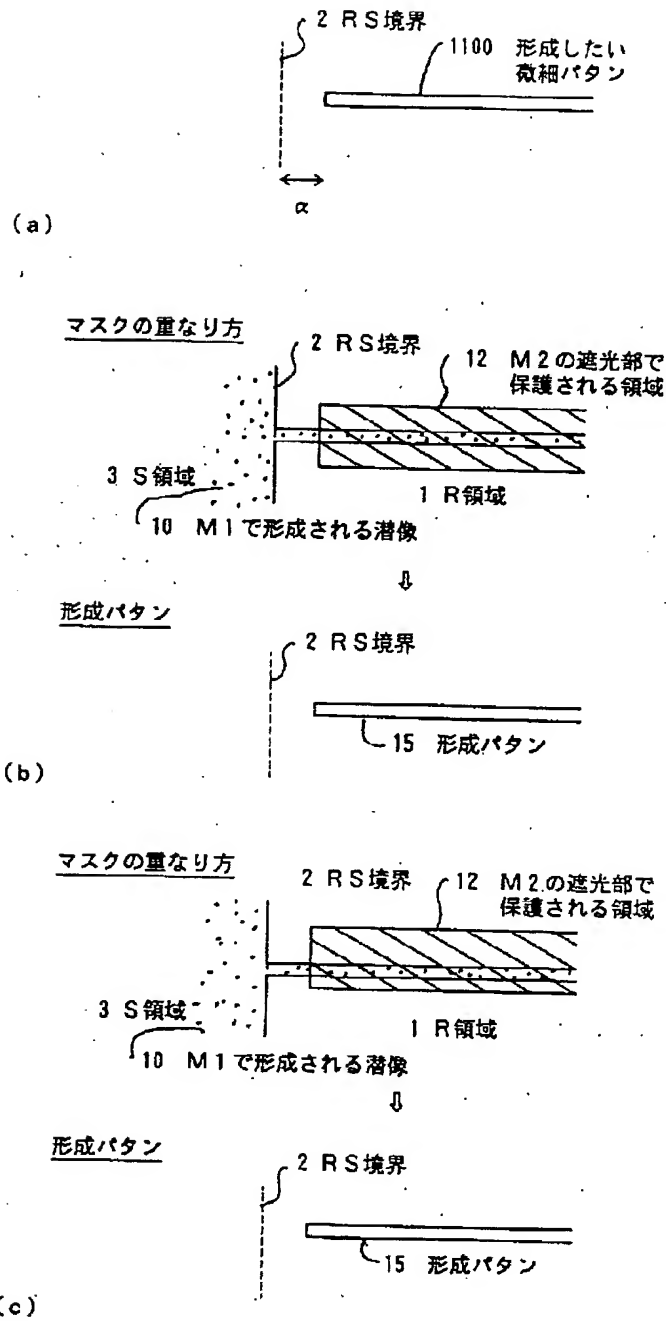 2 RS境界
1100 形成したい
微細パタン
α
(a)
マスクの重なり方
2 RS境界
12 M2の遮光部で
保護される領域
3 S領域
1 R領域
10 M1で形成される潜像
⇩
形成パタン
2 RS境界
15 形成パタン
(b)
マスクの重なり方
2 RS境界
12 M2の遮光部で
保護される領域
3 S領域
1 R領域
10 M1で形成される潜像
⇩
形成パタン
2 RS境界
15 形成パタン
(c)